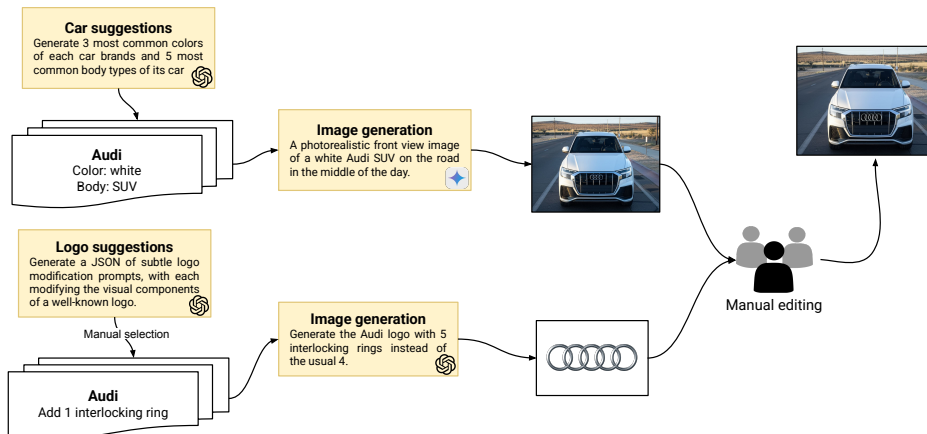 Car suggestions
Generate 3 most common colors
of each car brands and 5 most
common body types of its car
Audi
Color: white
Body: SUV
Image generation
A photorealistic front view image
of a white Audi SUV on the road
in the middle of the day.
Logo suggestions
Generate a JSON of subtle logo
modification prompts, with each
modifying the visual components
of a well-known logo.
Manual selection
Audi
Add 1 interlocking ring
Image generation
Generate the Audi logo with 5
interlocking rings instead of
the usual 4.
Manual editing